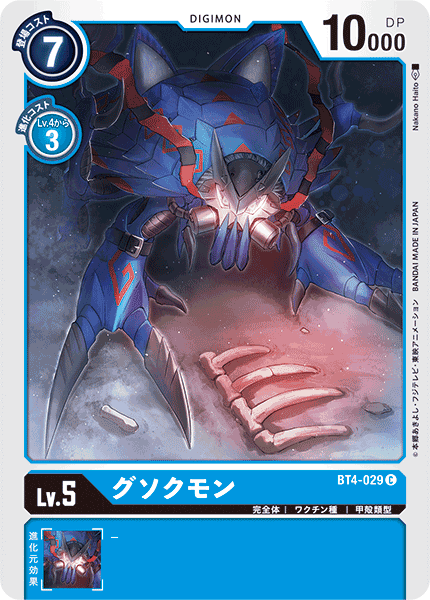 登場コスト
7
DIGIMON
10000
DP
進化コスト
Lv.4から
3
Nakano Haito
©本郷あきよし・フジテレビ・東映アニメーション BANDAI MADE IN JAPAN
Lv.5
グソクモン
BT4-029 C
完全体 | ワクチン種 | 甲殻類型
進化元効果
－